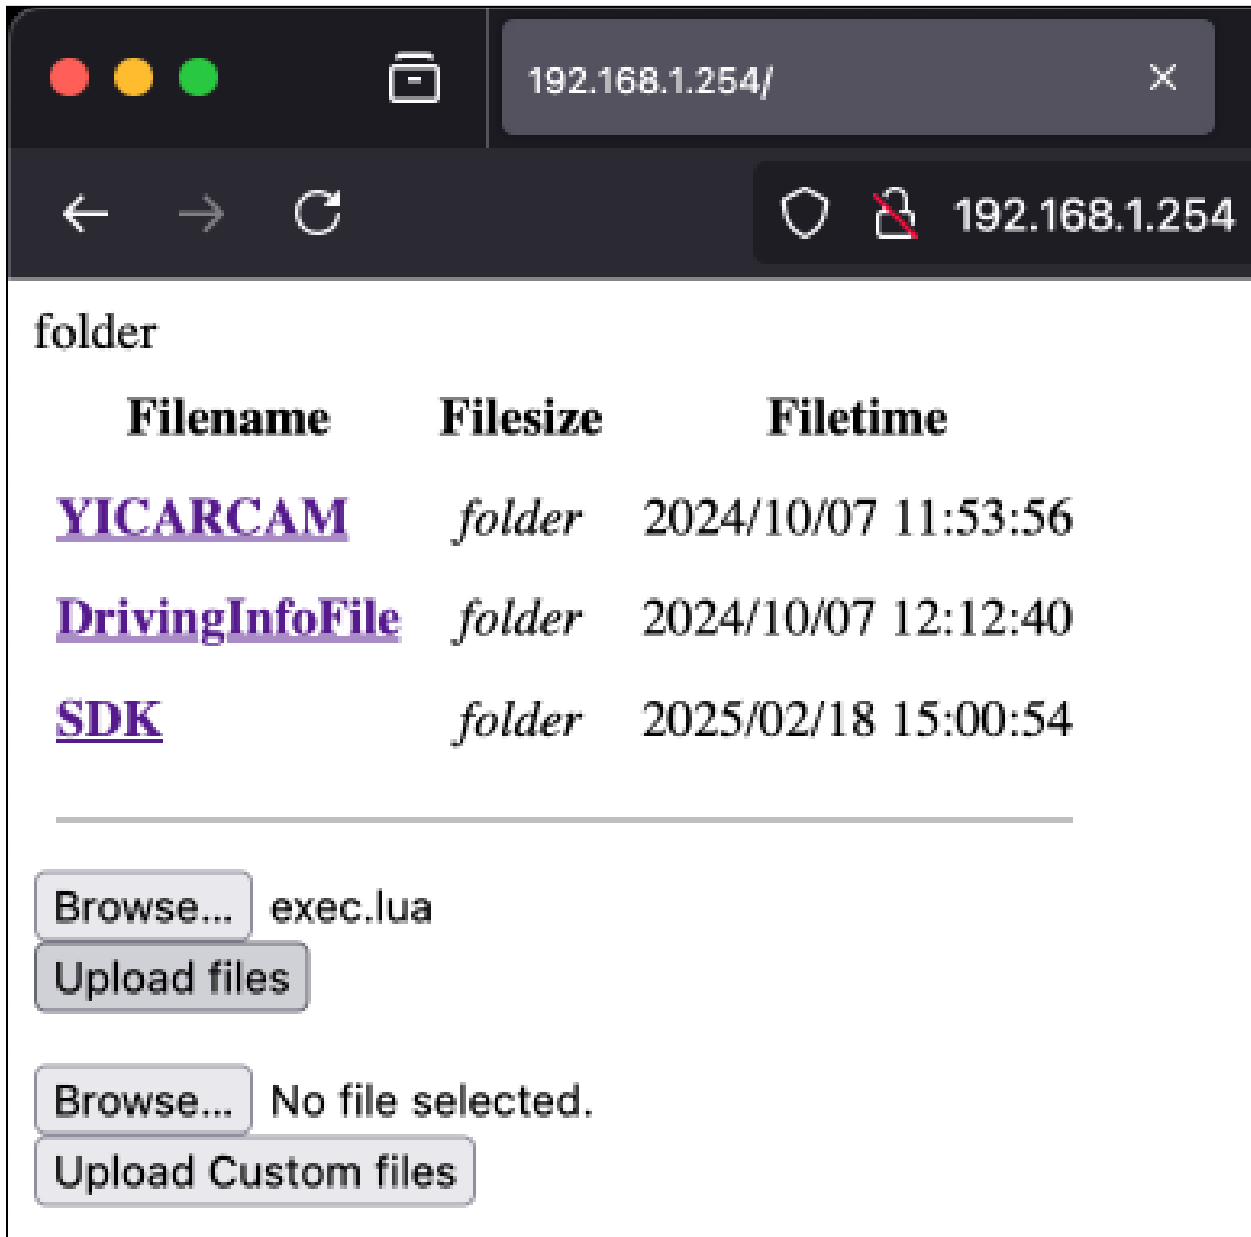 192.168.1.254/
192.168.1.254
folder
Filename Filesize Filetime
YICARCAM folder 2024/10/07 11:53:56
DrivingInfoFile folder 2024/10/07 12:12:40
SDK folder 2025/02/18 15:00:54
Browse... exec.lua
Upload files
Browse... No file selected.
Upload Custom files